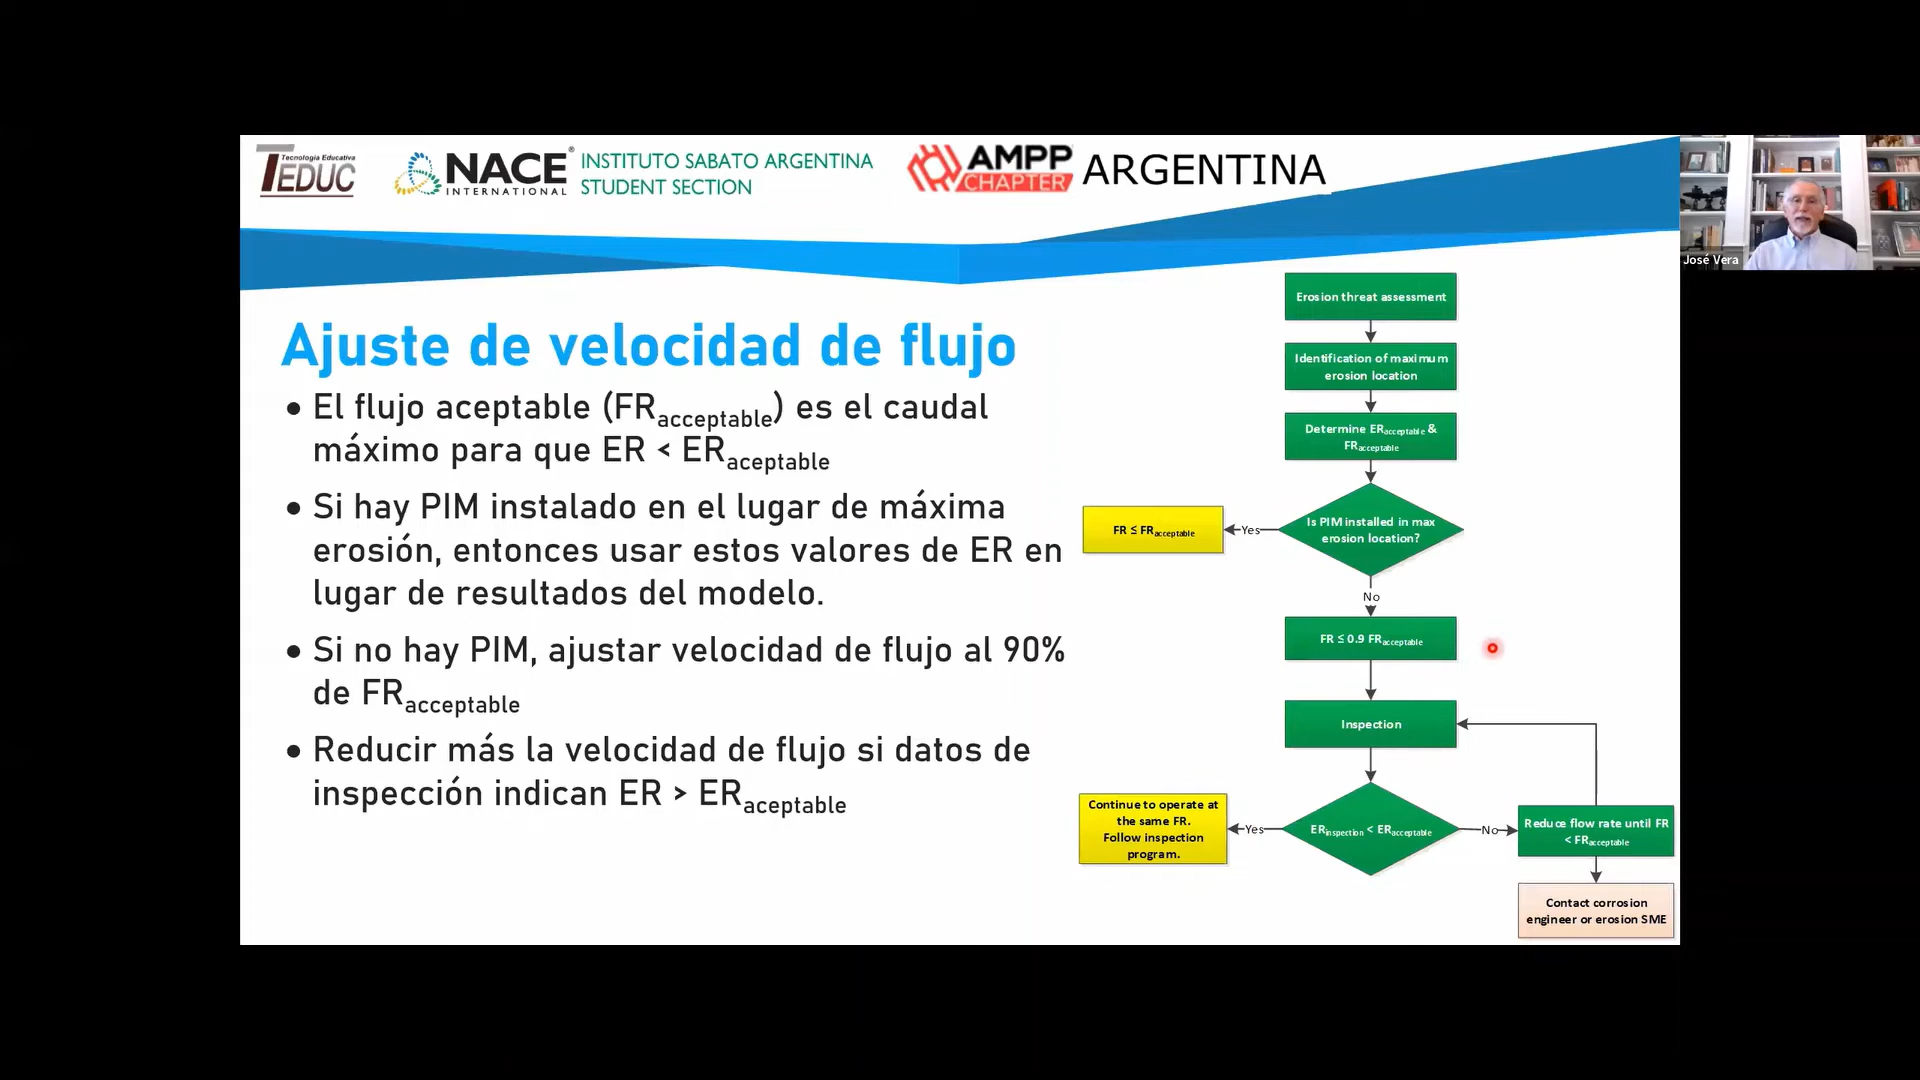 Tecnología Educativa
TEDUC
NACE®
INTERNATIONAL
INSTITUTO SABATO ARGENTINA
STUDENT SECTION
AMPP
CHAPTER
ARGENTINA
José Vera
Ajuste de velocidad de flujo
• El flujo aceptable (FRacceptable) es el caudal
máximo para que ER < ERaceptable
• Si hay PIM instalado en el lugar de máxima
erosión, entonces usar estos valores de ER en
lugar de resultados del modelo.
• Si no hay PIM, ajustar velocidad de flujo al 90%
de FRacceptable
• Reducir más la velocidad de flujo si datos de
inspección indican ER > ERaceptable
Erosion threat assessment
Identification of maximum
erosion location
Determine ERacceptable &
FRacceptable
Is PIM installed in max
erosion location?
Yes
FR ≤ FRacceptable
No
FR ≤ 0.9 FRacceptable
Inspection
ERinspection < ERacceptable
Yes
Continue to operate at
the same FR.
Follow inspection
program.
No
Reduce flow rate until FR
< FRacceptable
Contact corrosion
engineer or erosion SME